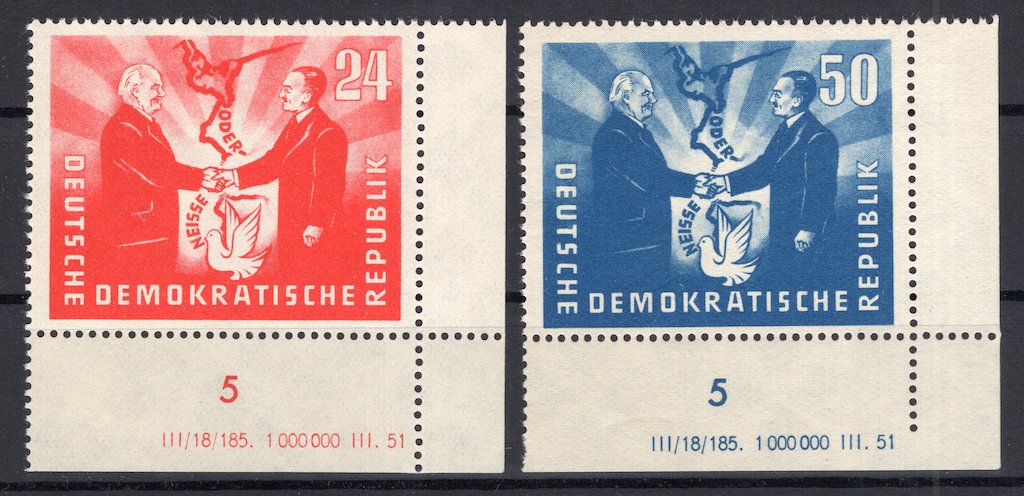 24
ODER-
NEISSE
DEUTSCHE
DEMOKRATISCHE
REPUBLIK
5
III/18/185. 1 000 000 III. 51
50
ODER-
NEISSE
DEUTSCHE
DEMOKRATISCHE
REPUBLIK
5
III/18/185. 1 000 000 III. 51